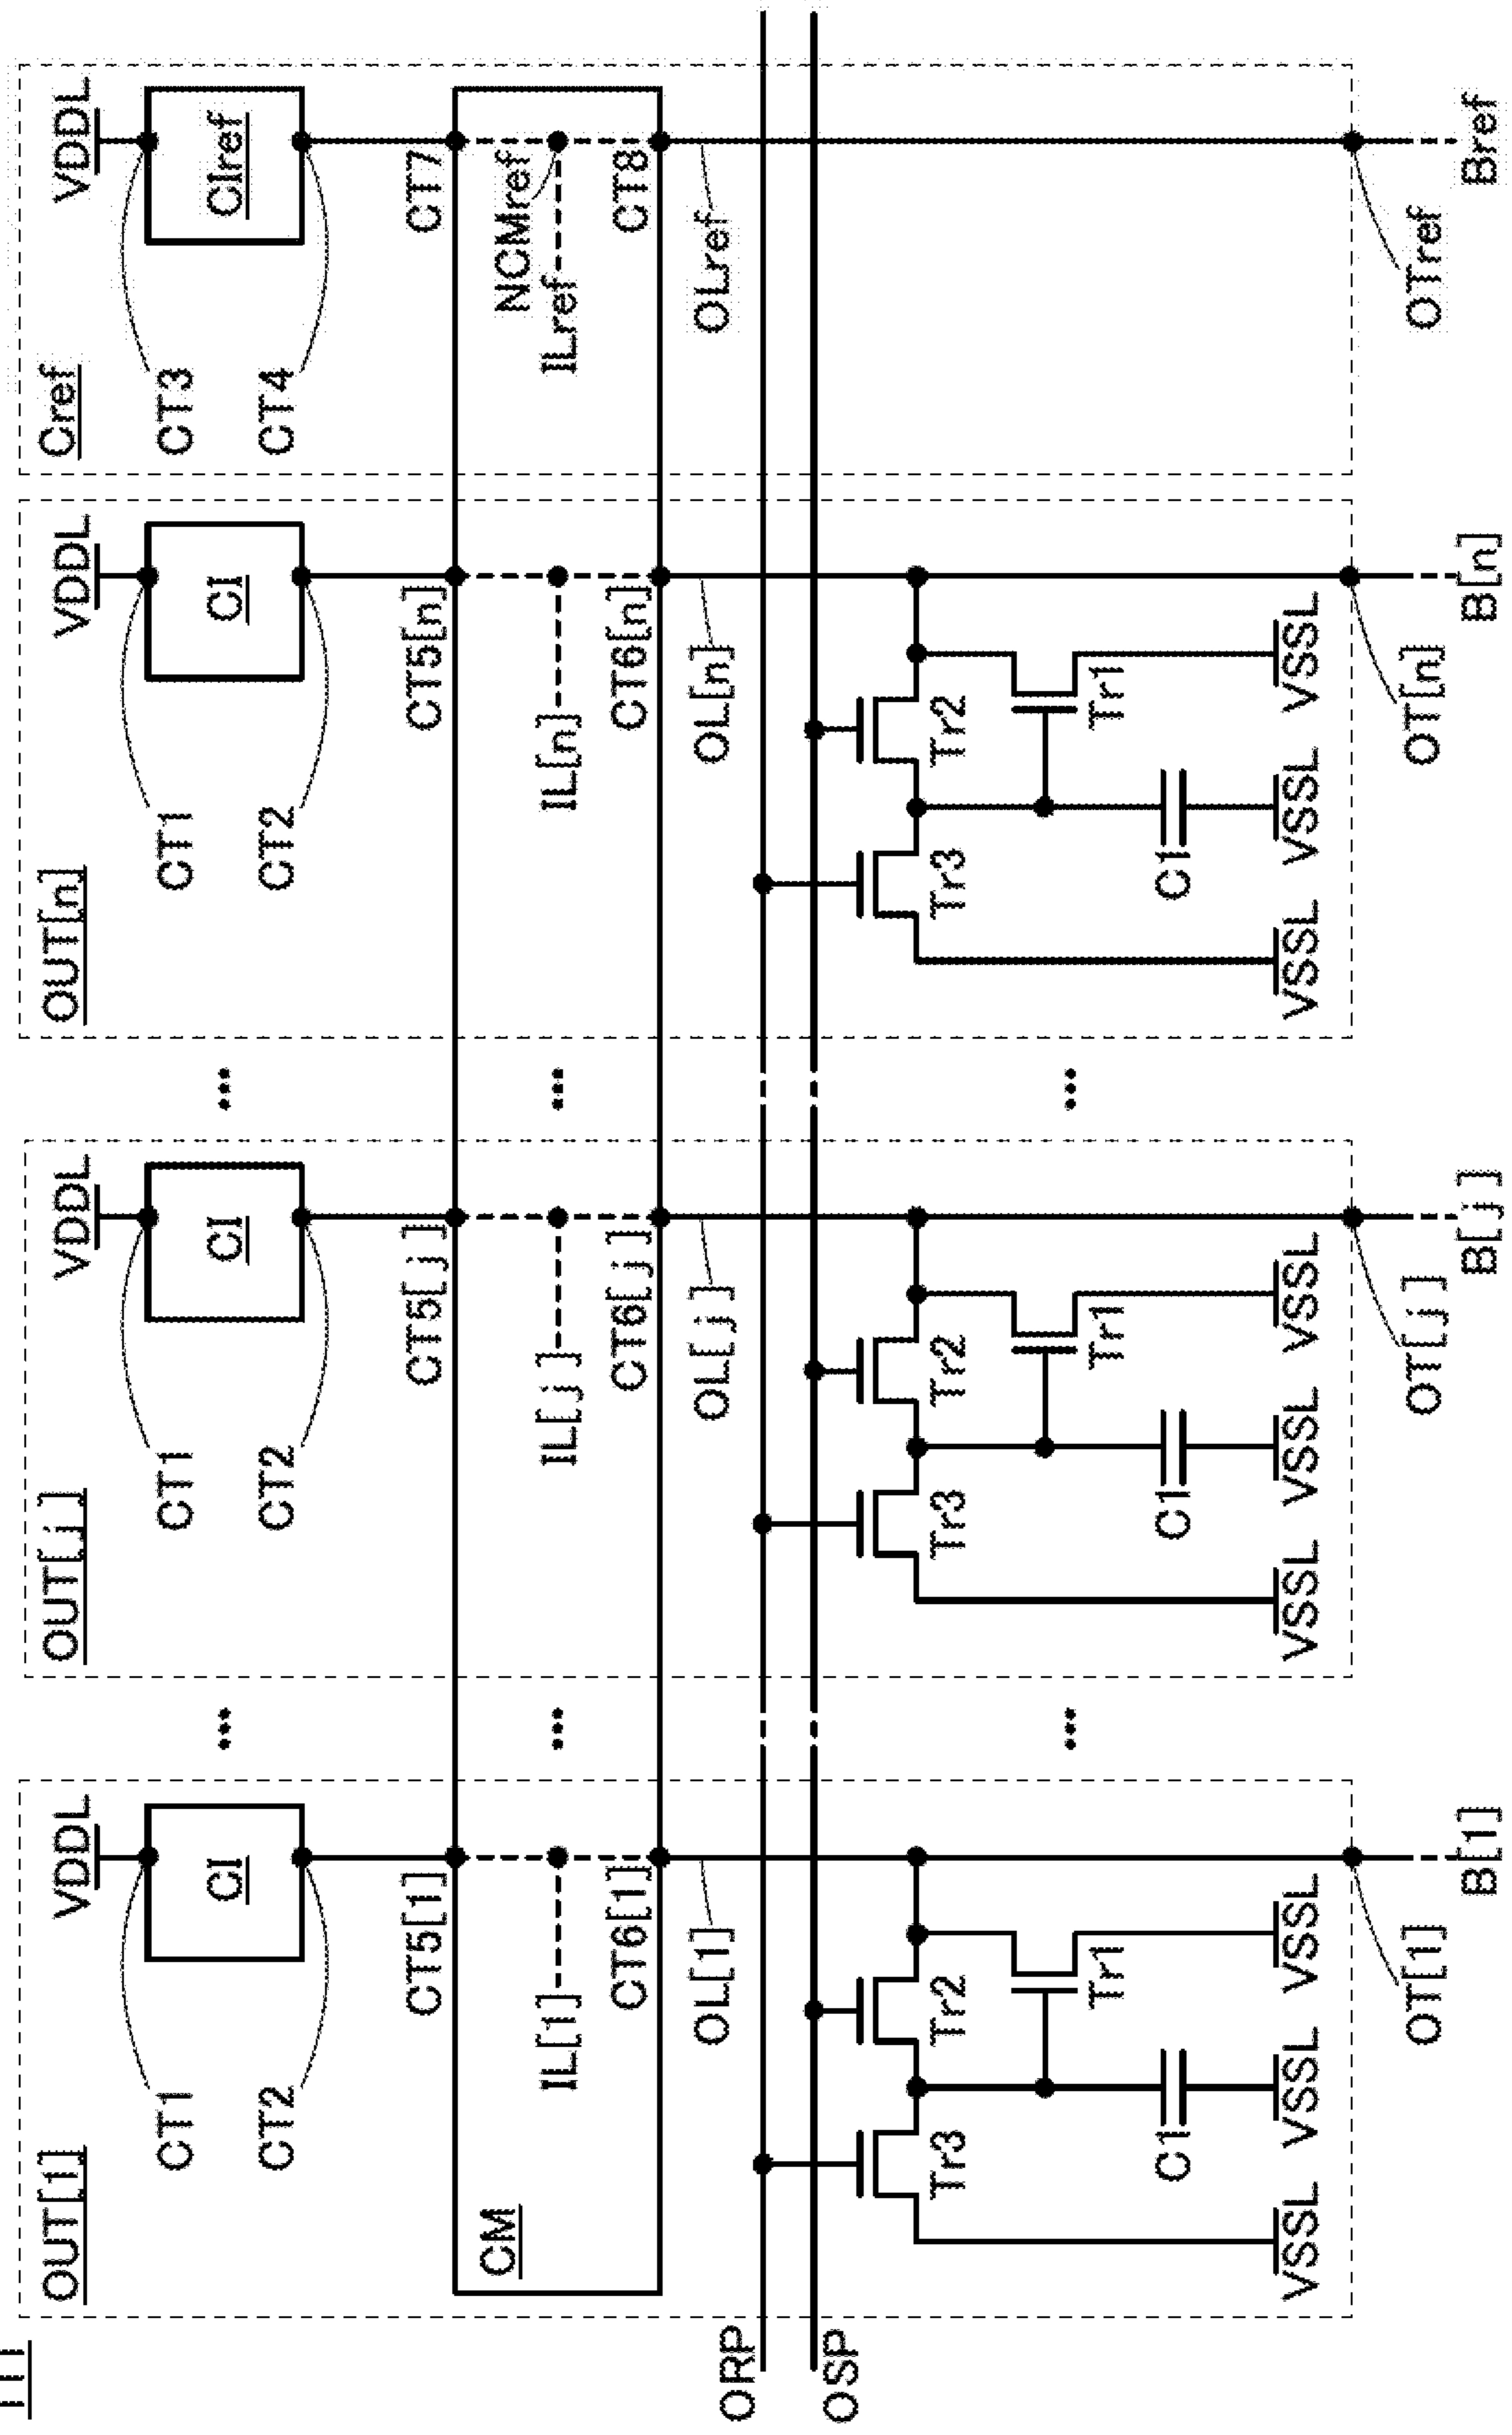 111
OUT[1]
VDDL
CI
CT1
CT2
CT5[1]
CM
IL[1]
CT6[1]
OL[1]
ORP
OSP
Tr3
Tr2
Tr1
C1
VSSL
VSSL
VSSL
OT[1]
B[1]
...
...
...
OUT[j]
VDDL
CI
CT1
CT2
CT5[j]
IL[j]
CT6[j]
OL[j]
Tr3
Tr2
Tr1
C1
VSSL
VSSL
VSSL
OT[j]
B[j]
...
...
...
OUT[n]
VDDL
CI
CT1
CT2
CT5[n]
IL[n]
CT6[n]
OL[n]
Tr3
Tr2
Tr1
C1
VSSL
VSSL
VSSL
OT[n]
B[n]
Cref
VDDL
CIref
CT3
CT4
CT7
NCMref
ILref
CT8
OLref
OTref
Bref